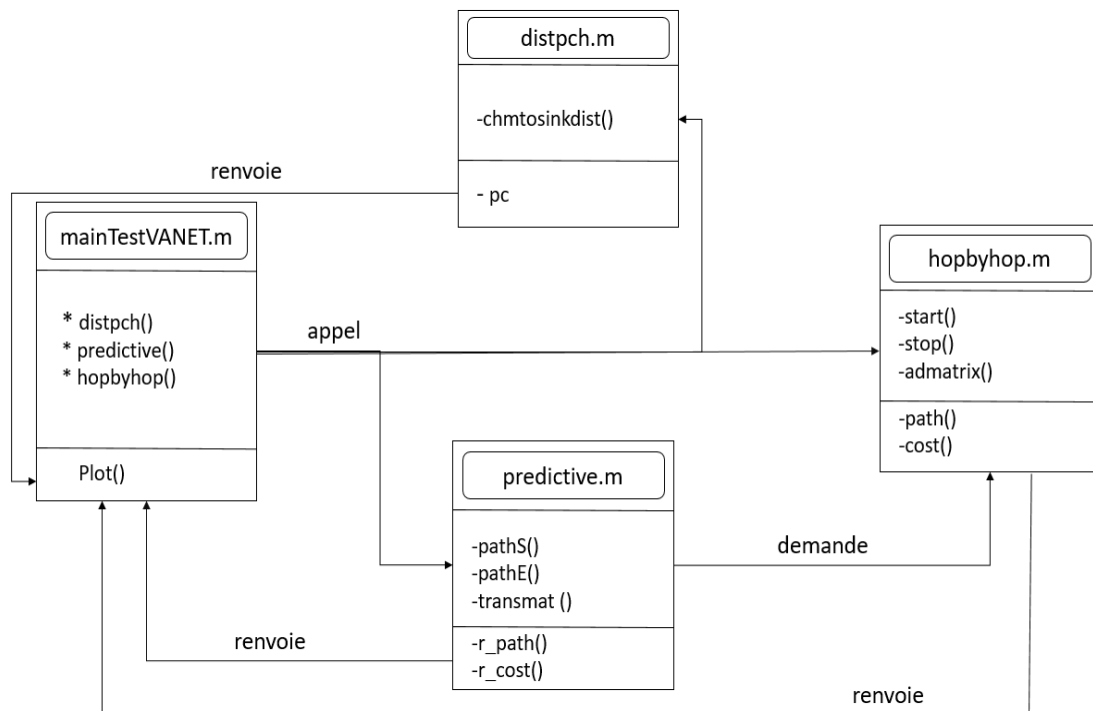 distpch.m
-chmtosinkdist()
- pc
renvoie
mainTestVANET.m
* distpch()
* predictive()
* hopbyhop()
Plot()
appel
hopbyhop.m
-start()
-stop()
-admatrix()
-path()
-cost()
predictive.m
-pathS()
-pathE()
-transmat ()
-r_path()
-r_cost()
demande
renvoie
renvoie